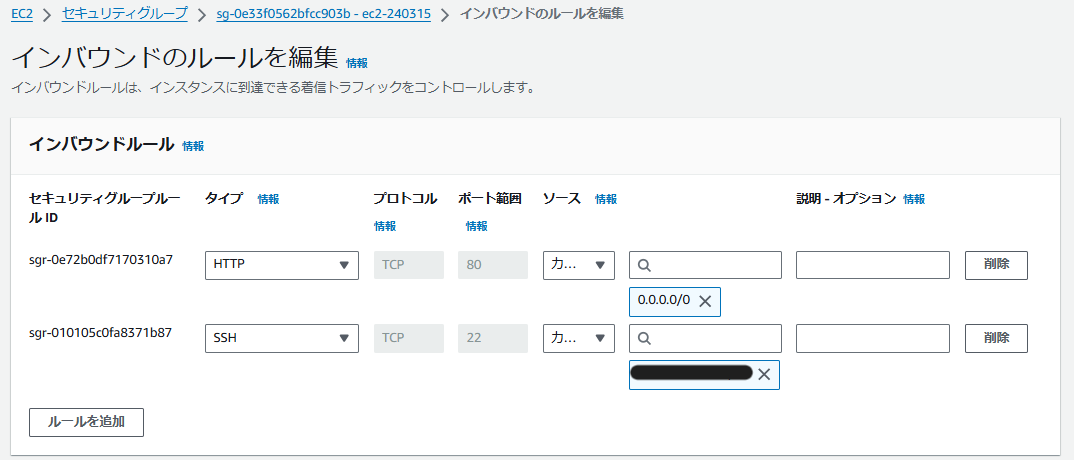 EC2 > セキュリティグループ > sg-0e33f0562bfcc903b - ec2-240315 > インバウンドのルールを編集
インバウンドのルールを編集 情報
インバウンドルールは、インスタンスに到達できる着信トラフィックをコントロールします。
インバウンドルール 情報
セキュリティグループルール ID タイプ 情報 プロトコル 情報 ポート範囲 情報 ソース 情報 説明 - オプション 情報
sgr-0e72b0df7170310a7 HTTP TCP 80 カ... 削除
0.0.0.0/0
sgr-010105c0fa8371b87 SSH TCP 22 カ... 削除
ルールを追加